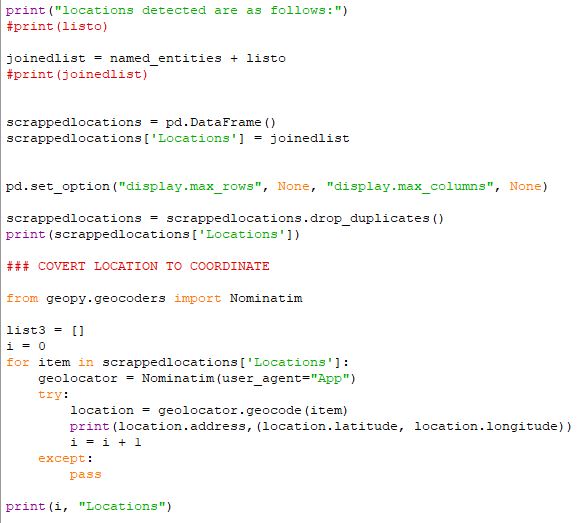 print("locations detected are as follows:")
#print(listo)
joinedlist = named_entities + listo
#print(joinedlist)
scrappedlocations = pd.DataFrame()
scrappedlocations['Locations'] = joinedlist
pd.set_option("display.max_rows", None, "display.max_columns", None)
scrappedlocations = scrappedlocations.drop_duplicates()
print(scrappedlocations['Locations'])
### COVERT LOCATION TO COORDINATE
from geopy.geocoders import Nominatim
list3 = []
i = 0
for item in scrappedlocations['Locations']:
    geolocator = Nominatim(user_agent="App")
    try:
        location = geolocator.geocode(item)
        print(location.address,(location.latitude, location.longitude))
        i = i + 1
    except:
        pass
print(i, "Locations")